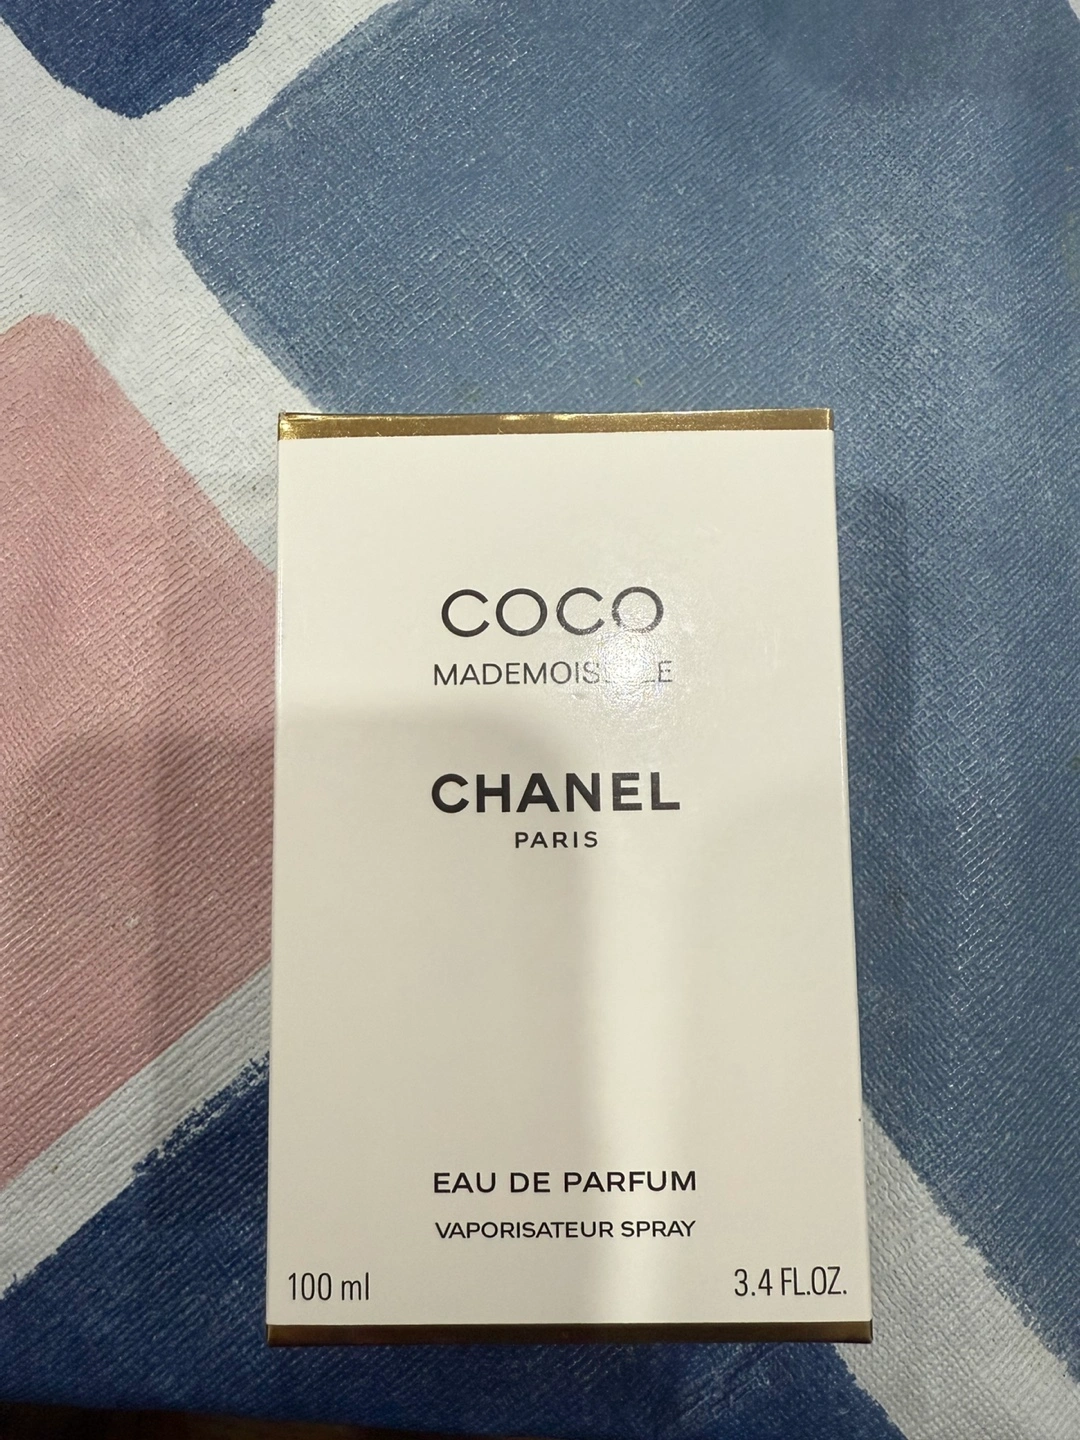 COCO
MADEMOISELLE
CHANEL
PARIS
EAU DE PARFUM
VAPORISATEUR SPRAY
100 ml 3.4 FL.OZ.